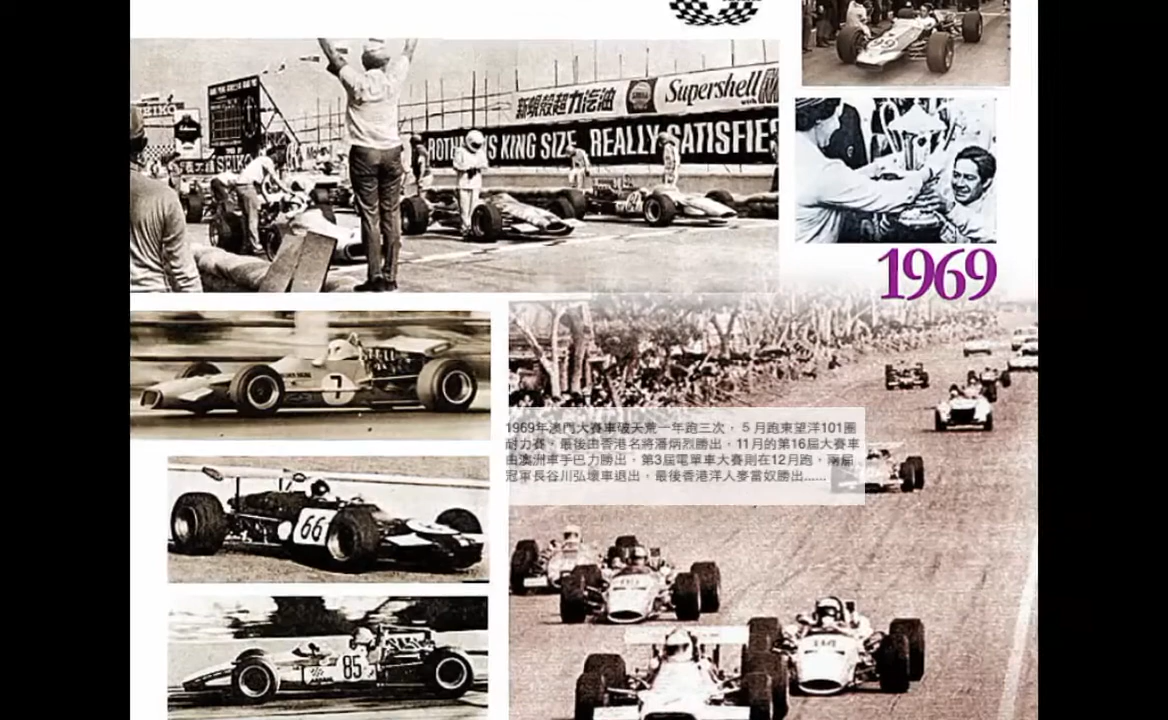 SEIKO
新蜆殼超力汽油
Supershell
with
ROTHMANS KING SIZE REALLY SATISFIES
SEIKO
1969
7
1969年澳門大賽車破天荒一年跑三次，5月跑東望洋101圈
耐力賽，最後由香港名將潘炳烈勝出，11月的第16屆大賽車
由澳洲車手巴力勝出，第3屆電單車大賽則在12月跑，兩屆
冠軍長谷川弘壞車退出，最後香港洋人麥當奴勝出......
66
85